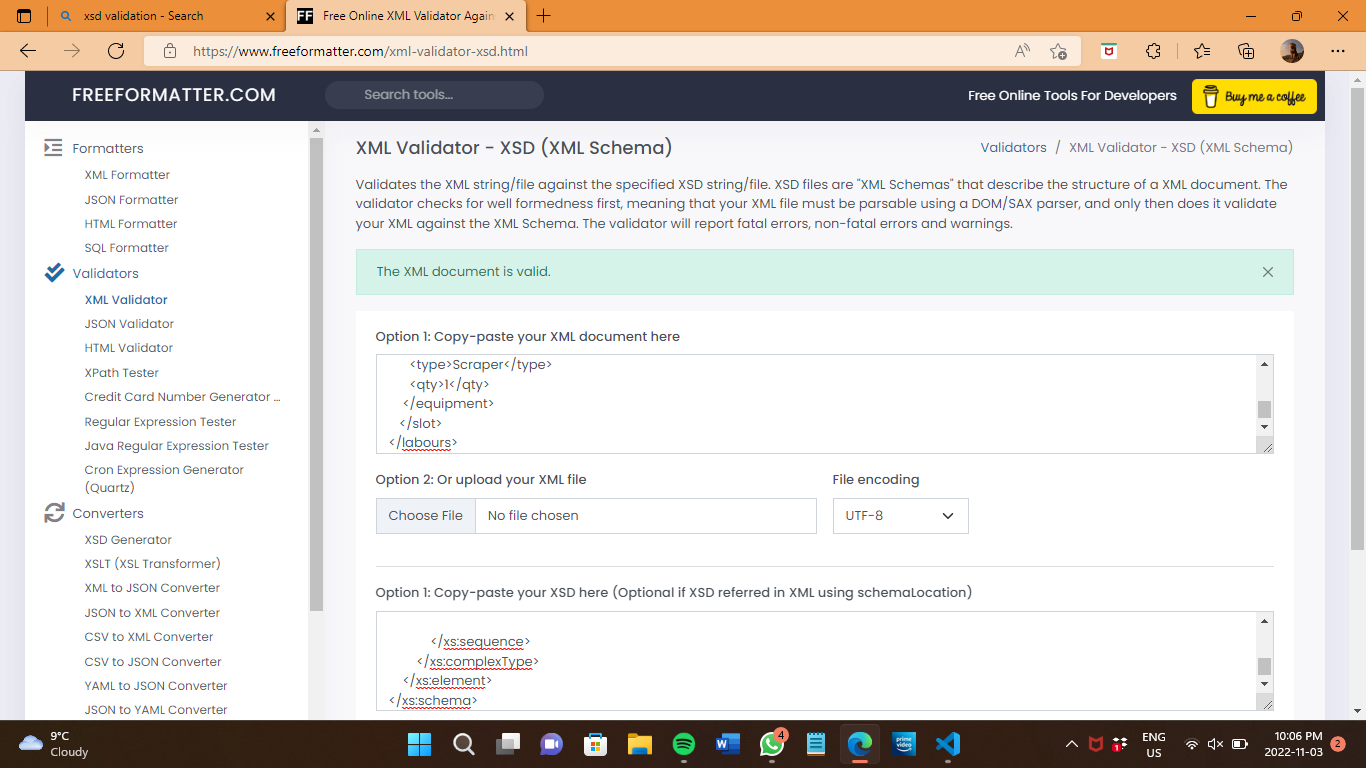 xsd validation - Search
Free Online XML Validator Again
https://www.freeformatter.com/xml-validator-xsd.html
FREEFORMATTER.COM
Search tools...
Free Online Tools For Developers
Buy me a coffee
Formatters
XML Formatter
JSON Formatter
HTML Formatter
SQL Formatter
Validators
XML Validator
JSON Validator
HTML Validator
XPath Tester
Credit Card Number Generator ...
Regular Expression Tester
Java Regular Expression Tester
Cron Expression Generator
(Quartz)
Converters
XSD Generator
XSLT (XSL Transformer)
XML to JSON Converter
JSON to XML Converter
CSV to XML Converter
CSV to JSON Converter
YAML to JSON Converter
JSON to YAML Converter
XML Validator - XSD (XML Schema)
Validators / XML Validator - XSD (XML Schema)
Validates the XML string/file against the specified XSD string/file. XSD files are "XML Schemas" that describe the structure of a XML document. The
validator checks for well formedness first, meaning that your XML file must be parsable using a DOM/SAX parser, and only then does it validate
your XML against the XML Schema. The validator will report fatal errors, non-fatal errors and warnings.
The XML document is valid.
Option 1: Copy-paste your XML document here
<type>Scraper</type>
<qty>1</qty>
</equipment>
</slot>
</labours>
Option 2: Or upload your XML file
File encoding
Choose File
No file chosen
UTF-8
Option 1: Copy-paste your XSD here (Optional if XSD referred in XML using schemaLocation)
</xs:sequence>
</xs:complexType>
</xs:element>
</xs:schema>
9°C
Cloudy
prime video
4
1
ENG
US
10:06 PM
2022-11-03
2